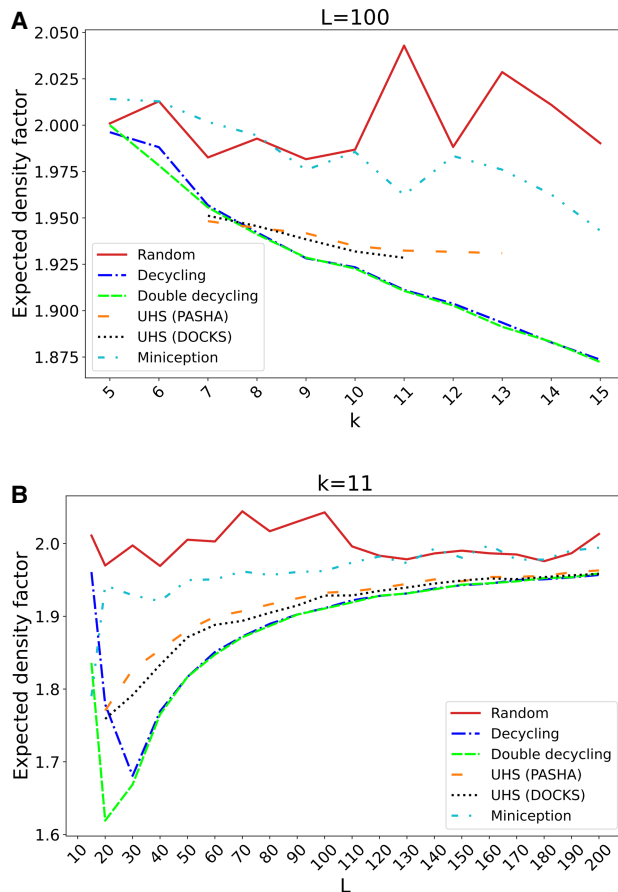 A
L=100
Expected density factor
2.050
2.025
2.000
1.975
1.950
1.925
1.900
1.875
Random
Decycling
Double decycling
UHS (PASHA)
UHS (DOCKS)
Miniception
5 6 7 8 9 10 11 12 13 14 15
k
B
k=11
Expected density factor
2.0
1.9
1.8
1.7
1.6
Random
Decycling
Double decycling
UHS (PASHA)
UHS (DOCKS)
Miniception
10 20 30 40 50 60 70 80 90 100 110 120 130 140 150 160 170 180 190 200
L